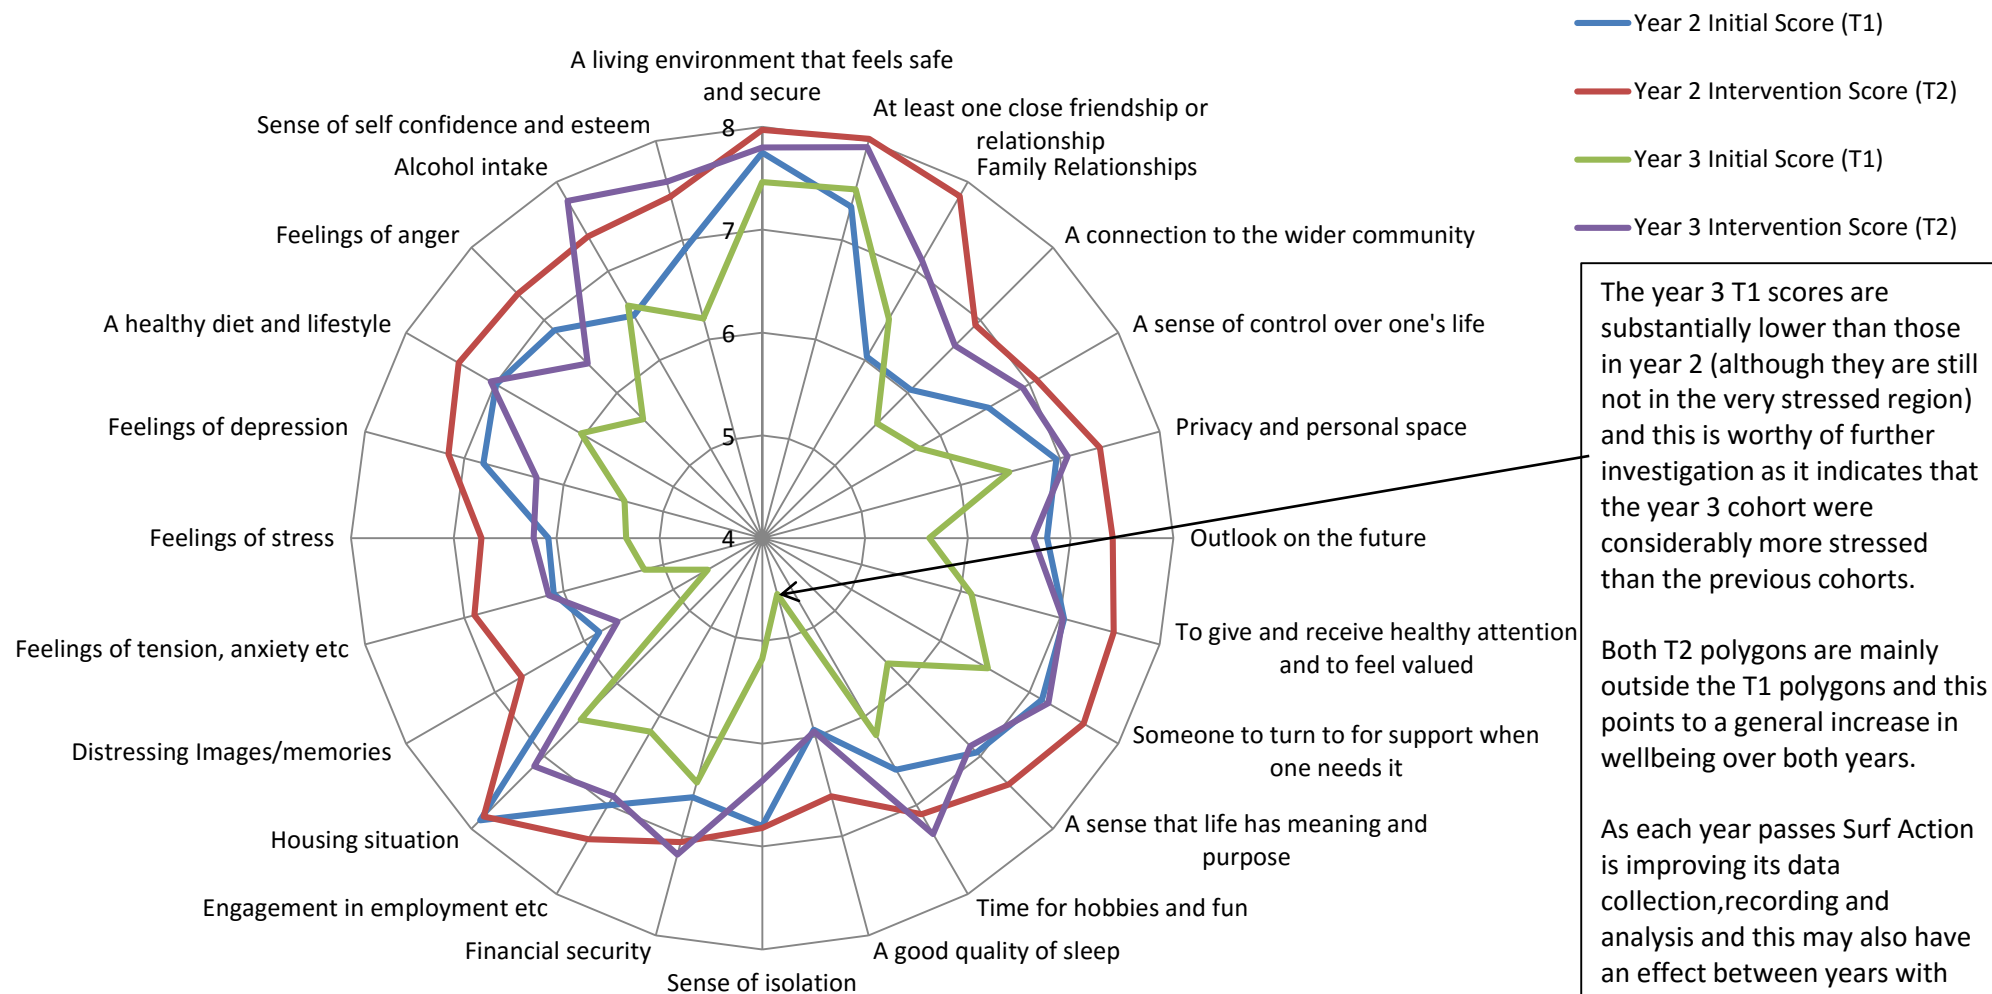 Year 2 Initial Score (T1)
Year 2 Intervention Score (T2)
Year 3 Initial Score (T1)
Year 3 Intervention Score (T2)
A living environment that feels safe
and secure
At least one close friendship or
relationship
Family Relationships
A connection to the wider community
A sense of control over one's life
Privacy and personal space
Outlook on the future
To give and receive healthy attention
and to feel valued
Someone to turn to for support when
one needs it
A sense that life has meaning and
purpose
Time for hobbies and fun
A good quality of sleep
Sense of isolation
Financial security
Engagement in employment etc
Housing situation
Distressing Images/memories
Feelings of tension, anxiety etc
Feelings of stress
Feelings of depression
A healthy diet and lifestyle
Feelings of anger
Alcohol intake
Sense of self confidence and esteem
8
7
6
5
4
The year 3 T1 scores are
substantially lower than those
in year 2 (although they are still
not in the very stressed region)
and this is worthy of further
investigation as it indicates that
the year 3 cohort were
considerably more stressed
than the previous cohorts.
Both T2 polygons are mainly
outside the T1 polygons and this
points to a general increase in
wellbeing over both years.
As each year passes Surf Action
is improving its data
collection,recording and
analysis and this may also have
an effect between years with